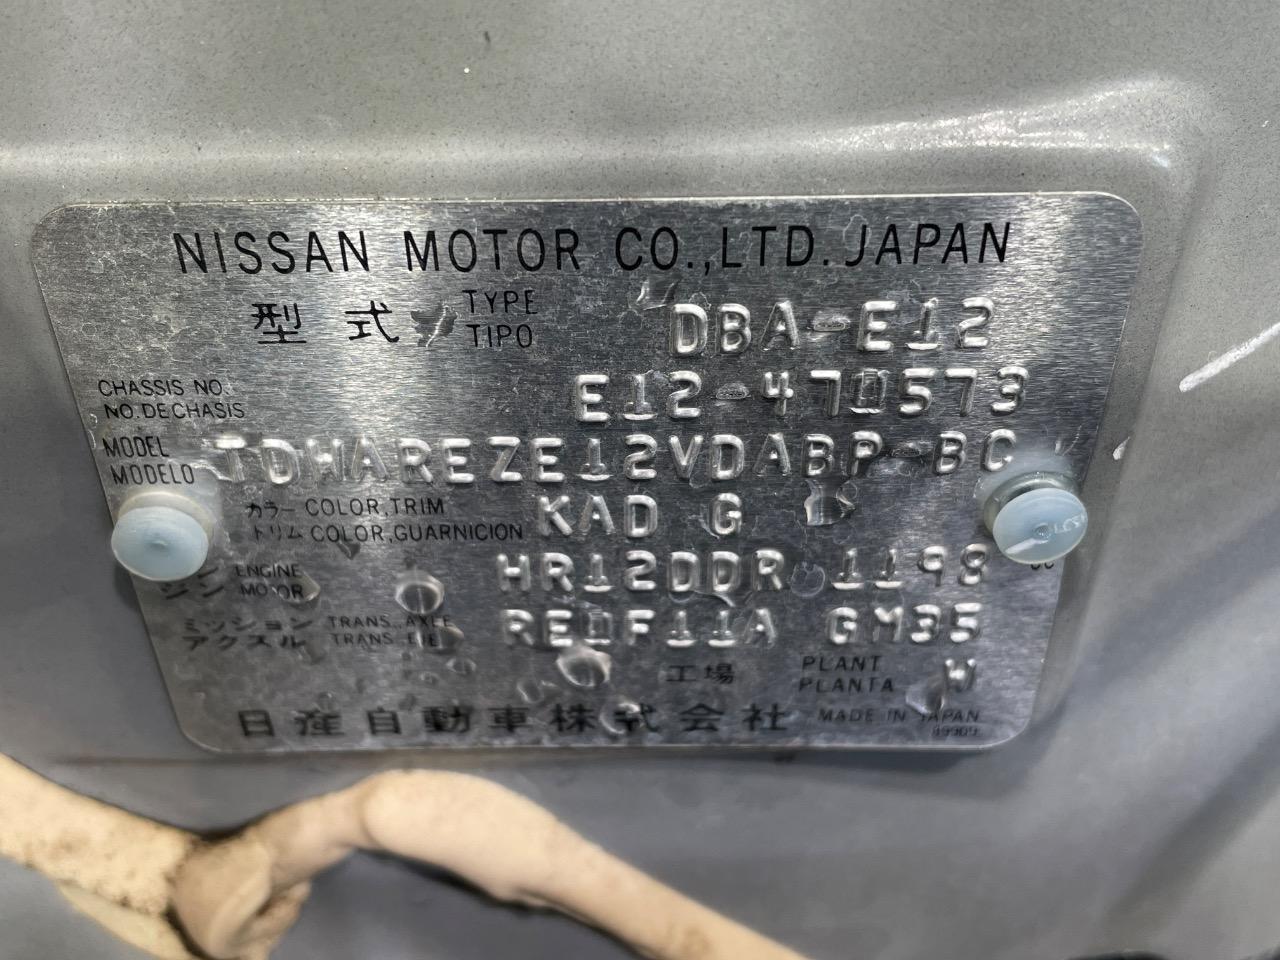 NISSAN MOTOR CO.,LTD. JAPAN
型式 TYPE TIPO DBA-E12
CHASSIS NO. NO. DE CHASIS E12-470573
MODEL MODELO TDWAREZE12VDABP-BC
カラー COLOR,TRIM トリム COLOR,GUARNICION KAD G
ジン ENGINE MOTOR HR12DDR 1198 cc
ミッション TRANS. AXLE アクスル TRANS. EJE RE0F11A GM35
工場 PLANT PLANTA W
日産自動車株式会社 MADE IN JAPAN